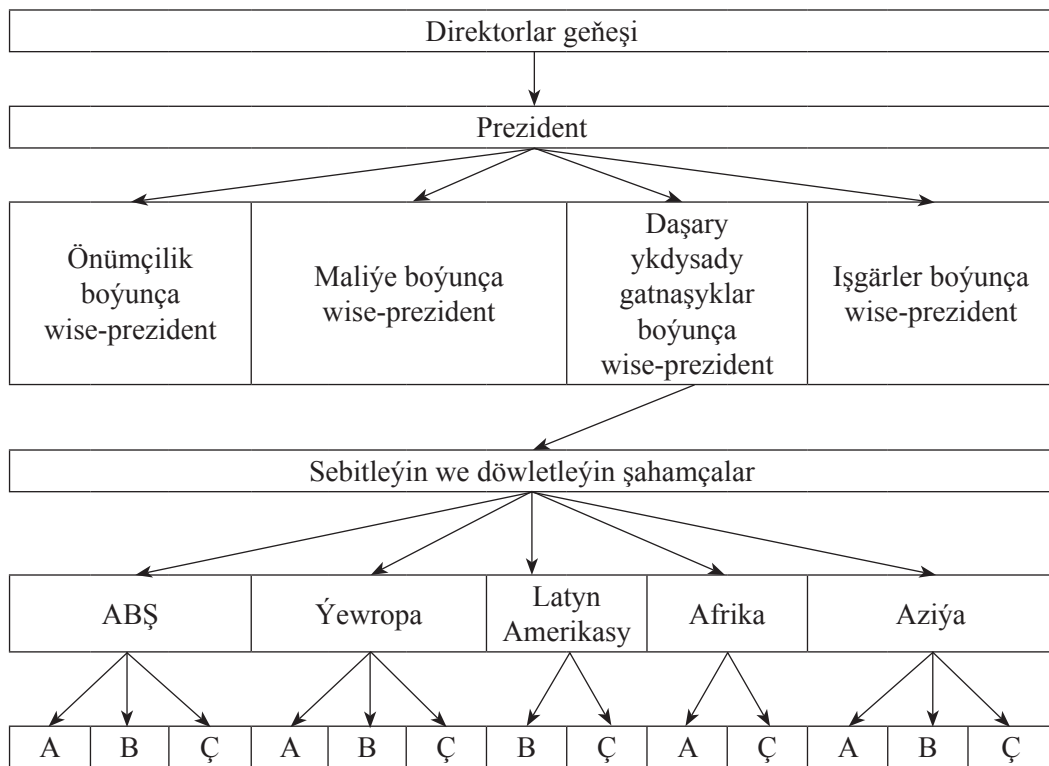 Direktorlar geňeşi
Prezident
Önümçilik
boýunça
wise-prezident
Maliýe boýunça
wise-prezident
Daşary
ykdysady
gatnaşyklar
boýunça
wise-prezident
Işgärler boýunça
wise-prezident
Sebitleýin we döwletleýin şahamçalar
ABŞ
Ýewropa
Latyn
Amerikasy
Afrika
Aziýa
A B Ç A B Ç B Ç A Ç A B Ç